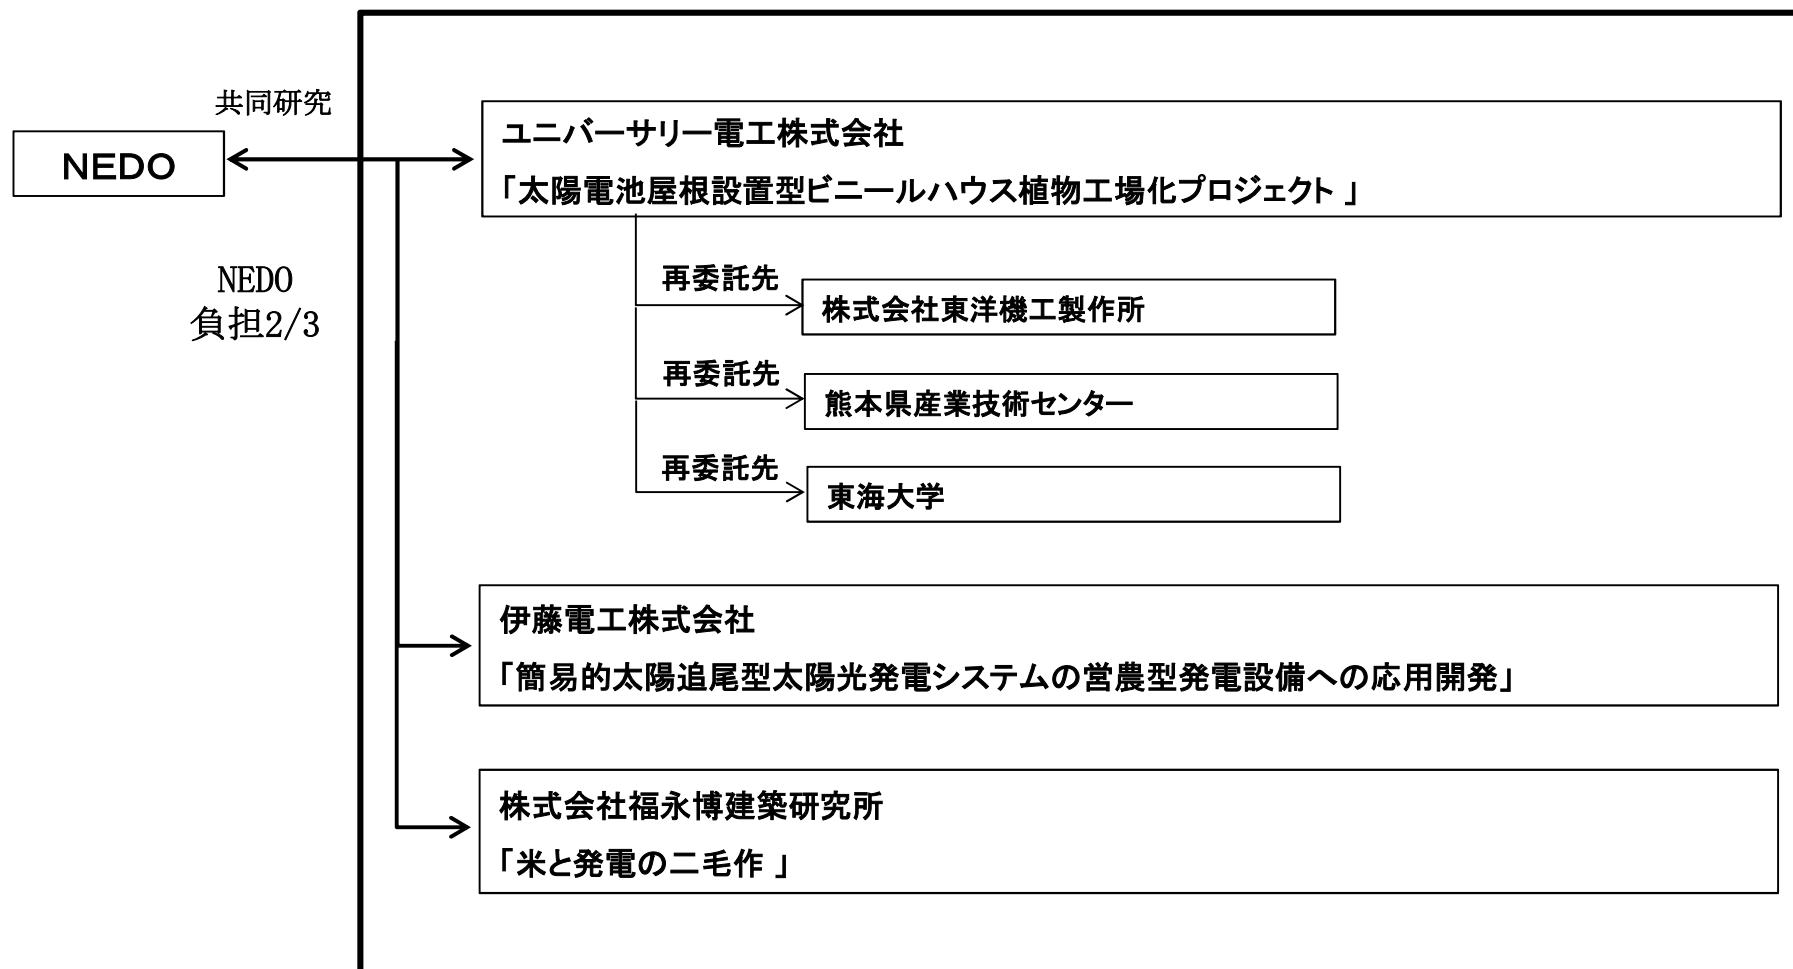 共同研究
NEDO
NEDO
負担2/3
ユニバーサリー電工株式会社
「太陽電池屋根設置型ビニールハウス植物工場化プロジェクト 」
再委託先
株式会社東洋機工製作所
再委託先
熊本県産業技術センター
再委託先
東海大学
伊藤電工株式会社
「簡易的太陽追尾型太陽光発電システムの営農型発電設備への応用開発」
株式会社福永博建築研究所
「米と発電の二毛作 」